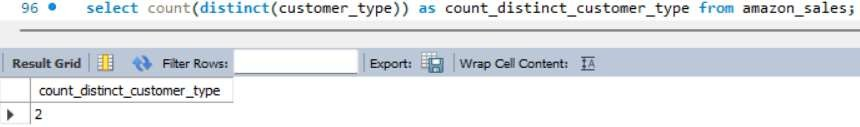 96 select count(distinct(customer_type)) as count_distinct_customer_type from amazon_sales;
Result Grid Filter Rows: Export: Wrap Cell Content: IA
count_distinct_customer_type
2